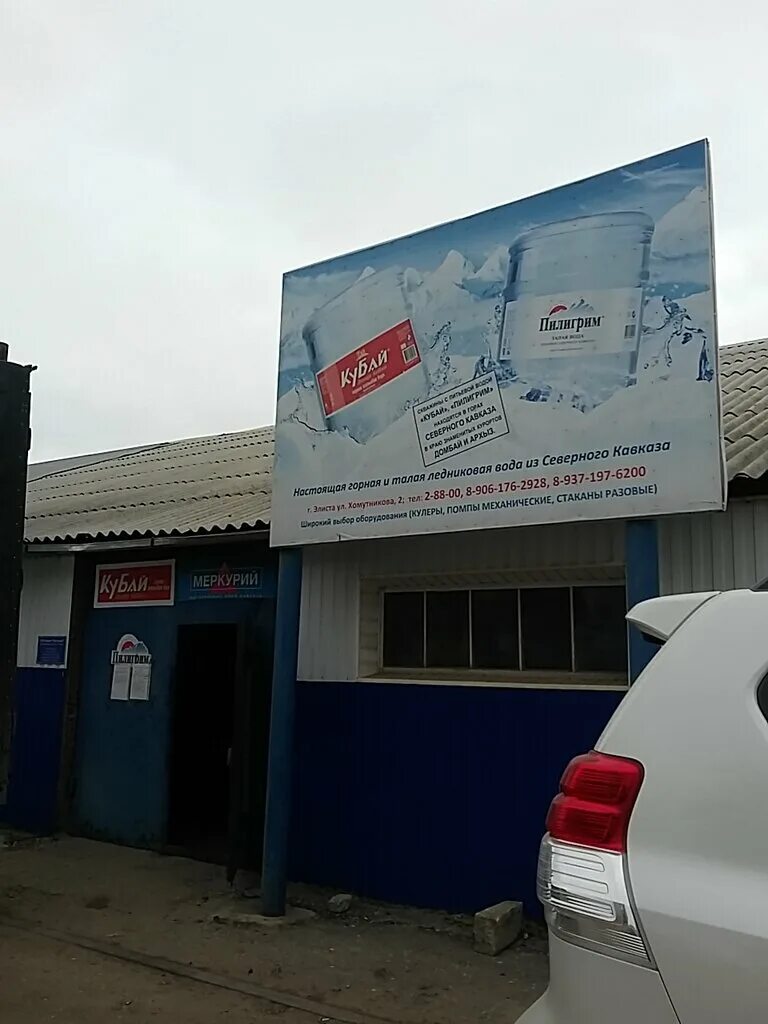 КуБай
Пилигрим
ТАЛАЯ ВОДА
СКВАЖИНЫ С ПИТЬЕВОЙ ВОДОЙ
«КУБАЙ», «ПИЛИГРИМ»
НАХОДЯТСЯ В ГОРАХ
СЕВЕРНОГО КАВКАЗА
В КРАЮ ЗНАМЕНИТЫХ КУРОРТОВ
ДОМБАЙ И АРХЫЗ.
Настоящая горная и талая ледниковая вода из Северного Кавказа
г. Элиста ул. Хомутникова, 2; тел: 2-88-00, 8-906-176-2928, 8-937-197-6200
Широкий выбор оборудования (КУЛЕРЫ, ПОМПЫ МЕХАНИЧЕСКИЕ, СТАКАНЫ РАЗОВЫЕ)
КуБай
МЕРКУРИЙ
Пилигрим